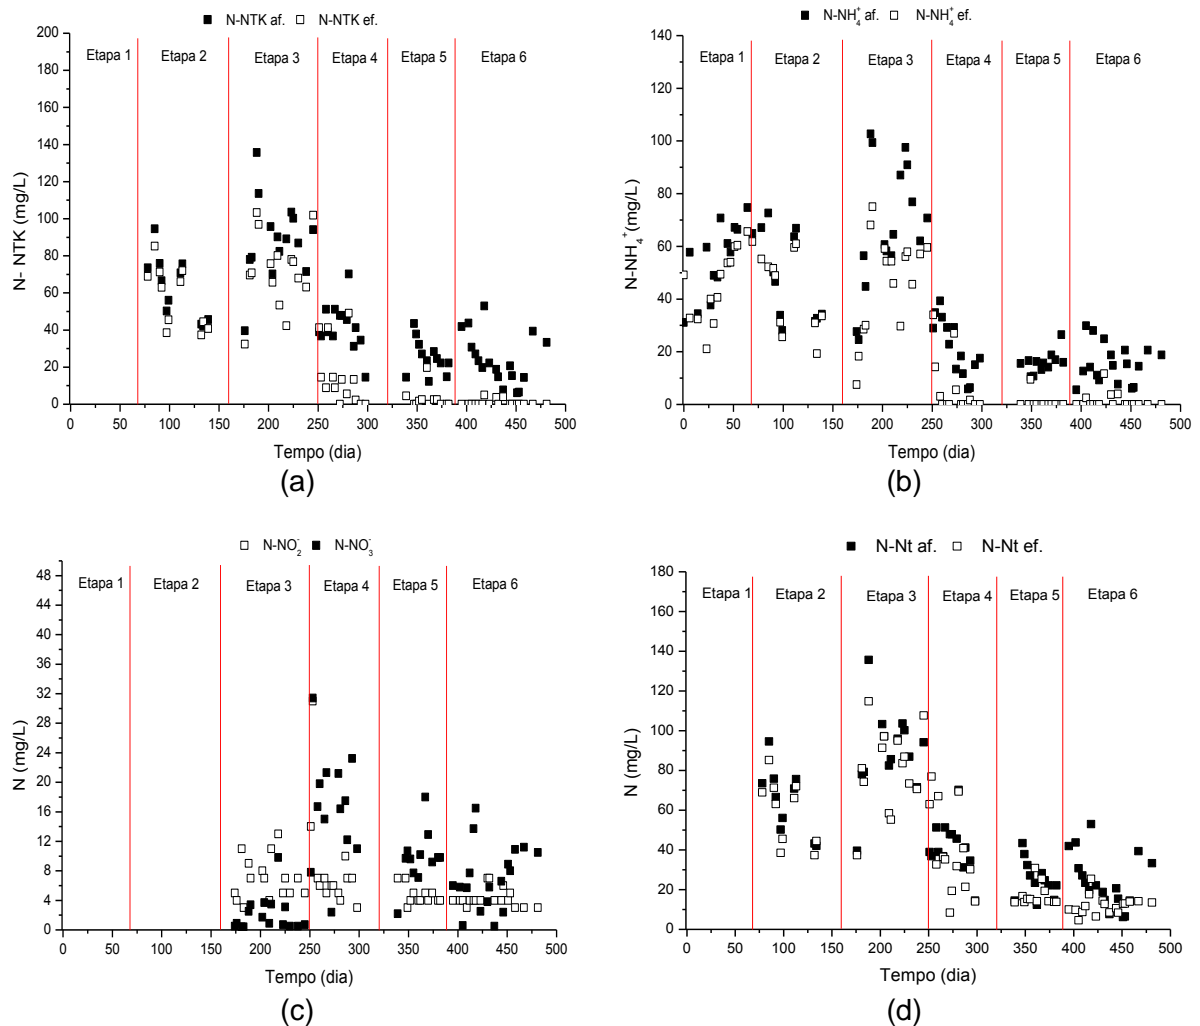 N-NTK af. N-NTK ef.
200
180
160
140
120
100
80
60
40
20
0
N- NTK (mg/L)
Etapa 1 Etapa 2 Etapa 3 Etapa 4 Etapa 5 Etapa 6
0 50 100 150 200 250 300 350 400 450 500
Tempo (dia)
(a)
N-NH₄⁺ af. N-NH₄⁺ ef.
140
120
100
80
60
40
20
0
N-NH₄⁺ (mg/L)
Etapa 1 Etapa 2 Etapa 3 Etapa 4 Etapa 5 Etapa 6
0 50 100 150 200 250 300 350 400 450 500
Tempo (dia)
(b)
N-NO₂⁻ N-NO₃⁻
48
44
40
36
32
28
24
20
16
12
8
4
0
N (mg/L)
Etapa 1 Etapa 2 Etapa 3 Etapa 4 Etapa 5 Etapa 6
0 50 100 150 200 250 300 350 400 450 500
Tempo (dia)
(c)
N-Nt af. N-Nt ef.
180
160
140
120
100
80
60
40
20
0
N (mg/L)
Etapa 1 Etapa 2 Etapa 3 Etapa 4 Etapa 5 Etapa 6
0 50 100 150 200 250 300 350 400 450 500
Tempo (dia)
(d)